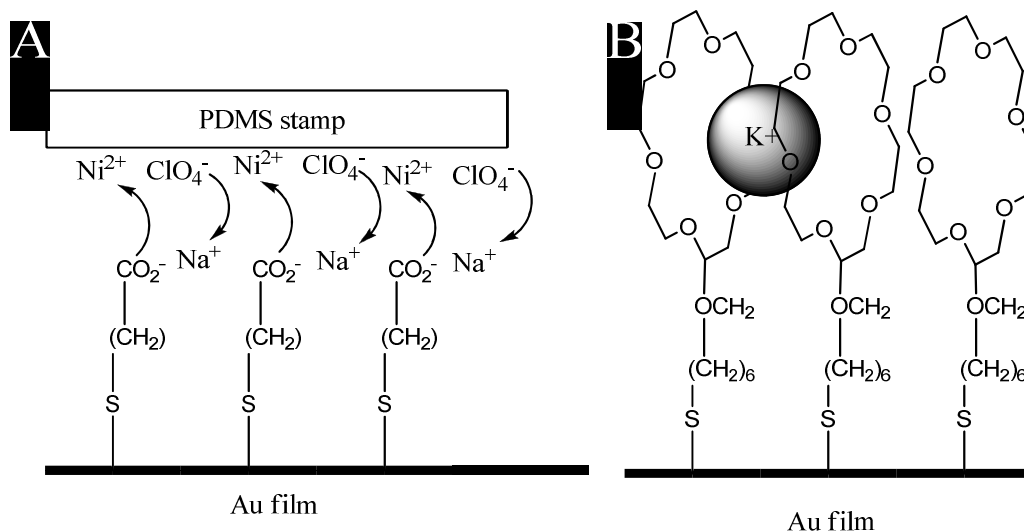 A
PDMS stamp
Ni2+ ClO4- Ni2+ ClO4- Ni2+ ClO4-
CO2- Na+ CO2- Na+ CO2- Na+
(CH2) (CH2) (CH2)
S S S
Au film
B
O O O
O O O
O O
K+
O O O
O O O
O O O
OCH2 OCH2 OCH2
(CH2)6 (CH2)6 (CH2)6
S S S
Au film